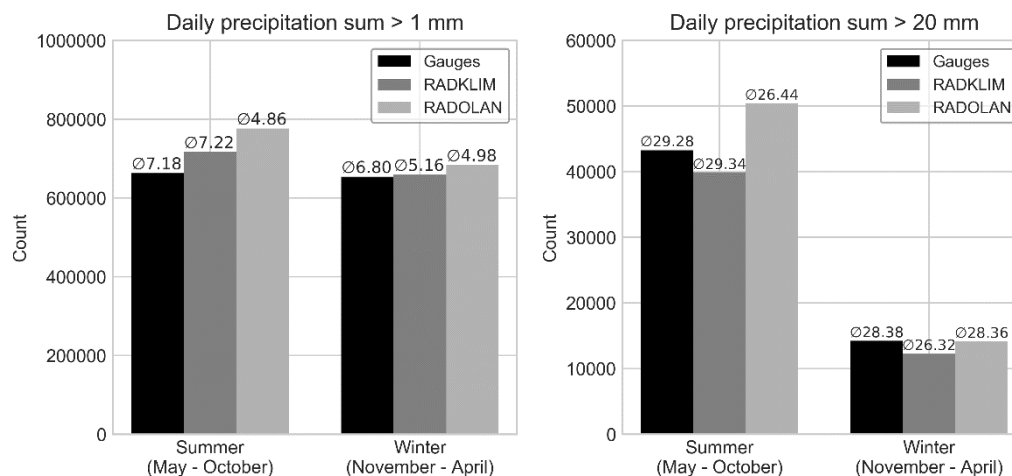 Daily precipitation sum > 1 mm
1000000
800000
600000
400000
200000
0
Count
Gauges
RADKLIM
RADOLAN
∅7.18
∅7.22
∅4.86
∅6.80
∅5.16
∅4.98
Summer
(May - October)
Winter
(November - April)
Daily precipitation sum > 20 mm
60000
50000
40000
30000
20000
10000
0
Count
Gauges
RADKLIM
RADOLAN
∅29.28
∅29.34
∅26.44
∅28.38
∅26.32
∅28.36
Summer
(May - October)
Winter
(November - April)